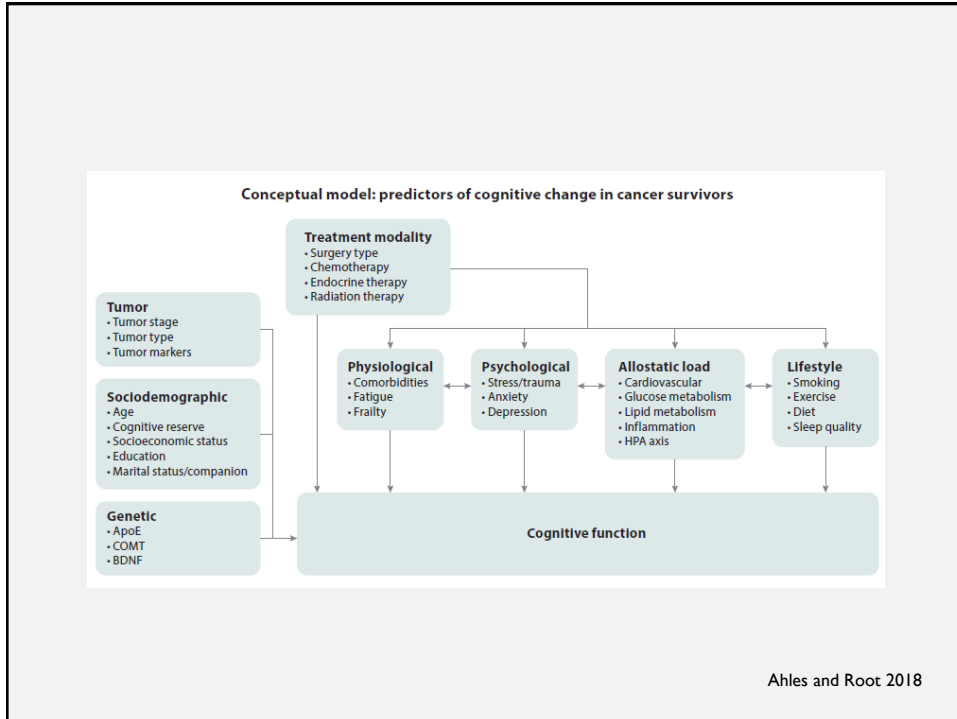 Conceptual model: predictors of cognitive change in cancer survivors
Treatment modality
• Surgery type
• Chemotherapy
• Endocrine therapy
• Radiation therapy
Tumor
• Tumor stage
• Tumor type
• Tumor markers
Sociodemographic
• Age
• Cognitive reserve
• Socioeconomic status
• Education
• Marital status/companion
Genetic
• ApoE
• COMT
• BDNF
Physiological
• Comorbidities
• Fatigue
• Frailty
Psychological
• Stress/trauma
• Anxiety
• Depression
Allostatic load
• Cardiovascular
• Glucose metabolism
• Lipid metabolism
• Inflammation
• HPA axis
Lifestyle
• Smoking
• Exercise
• Diet
• Sleep quality
Cognitive function
Ahles and Root 2018